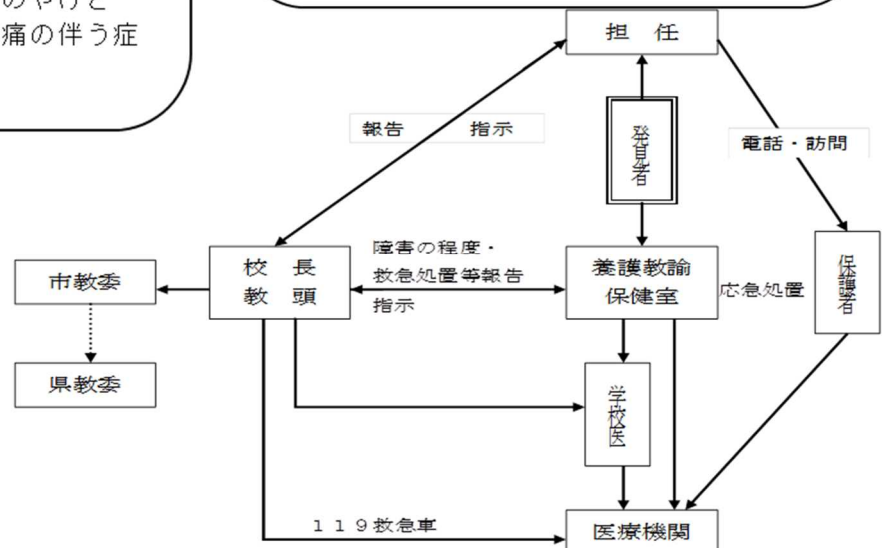 のやけど
痛の伴う症
担　任
報告　　　指示
発見者
電話・訪問
障害の程度・
救急処置等報告
指示
校　長
教　頭
市教委
県教委
養護教諭
保健室
応急処置
保護者
学校医
１１９救急車
医療機関